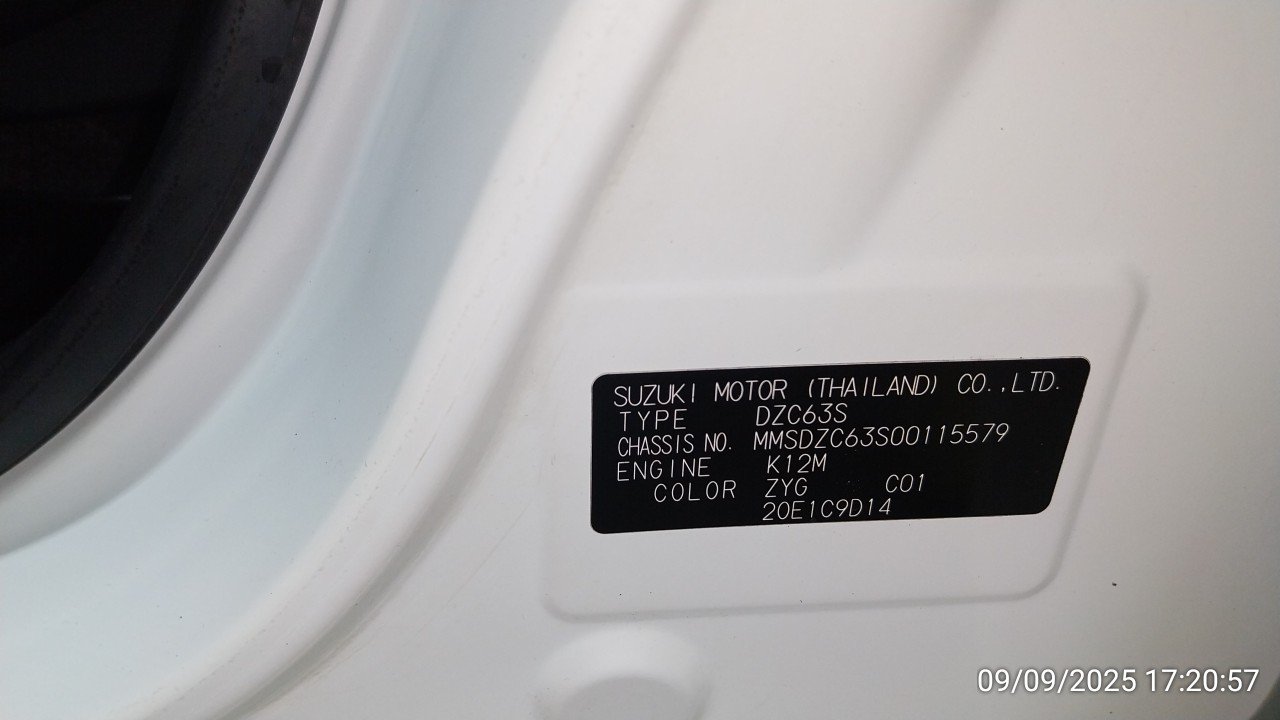 SUZUKI MOTOR (THAILAND) CO.,LTD.
TYPE DZC63S
CHASSIS NO. MMSDZC63S00115579
ENGINE K12M
COLOR ZYG C01
20E1C9D14
09/09/2025 17:20:57